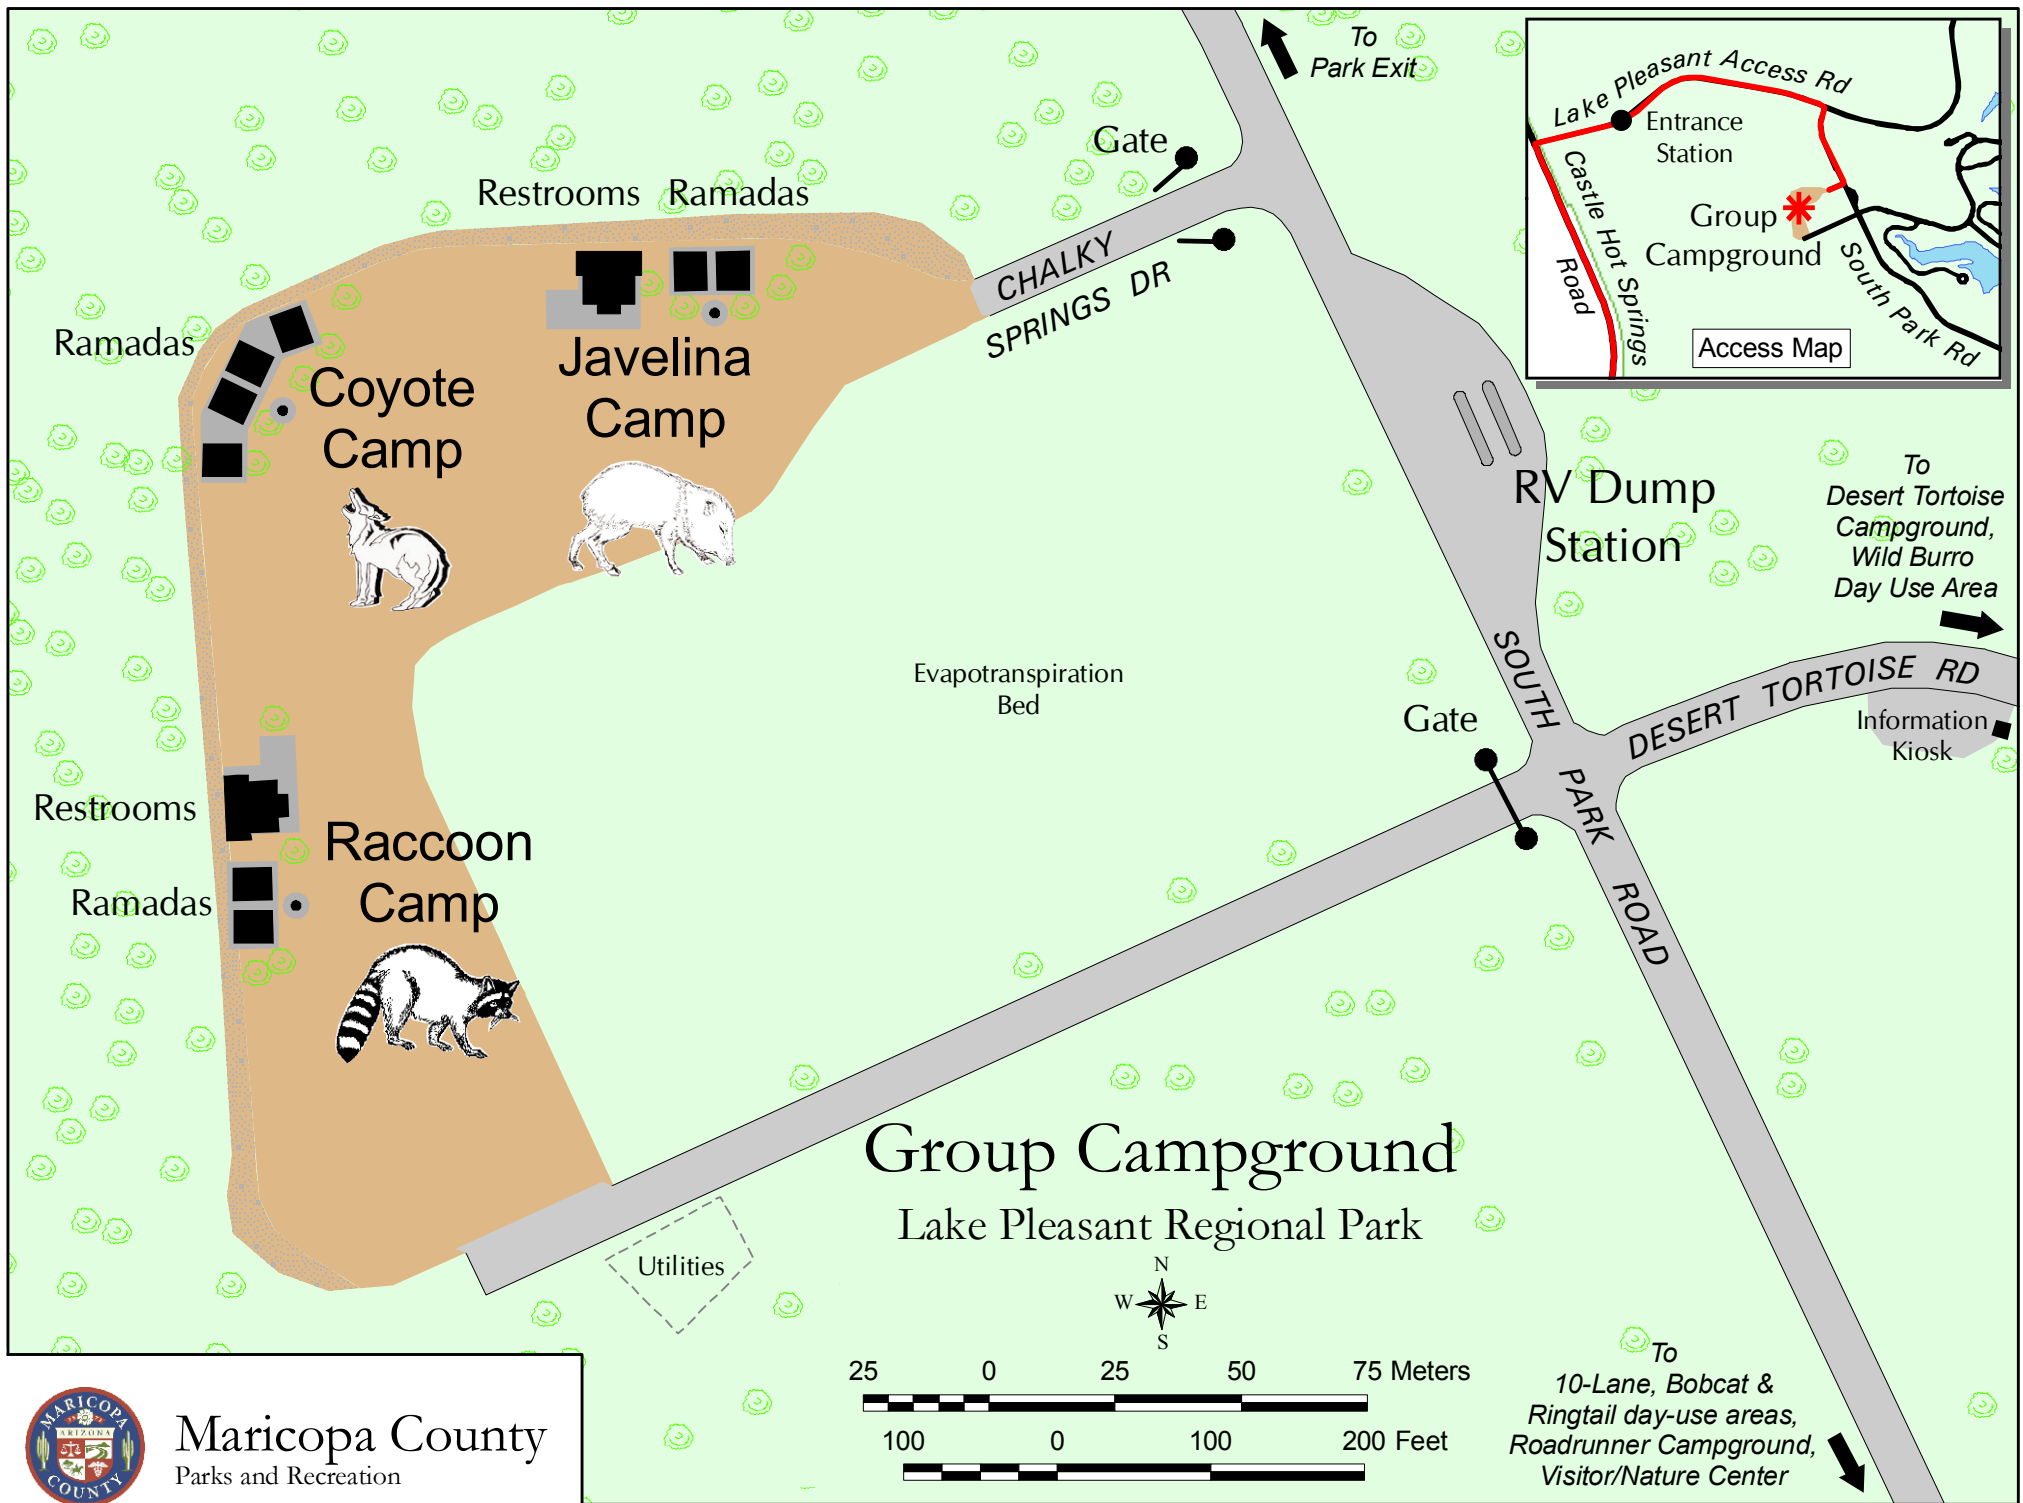 To
Park Exit
Gate
Restrooms
Ramadas
CHALKY
SPRINGS DR
Lake Pleasant Access Rd
Entrance
Station
Castle Hot Springs
Road
Group
Campground
South Park Rd
Access Map
Ramadas
Coyote
Camp
Javelina
Camp
RV Dump
Station
To
Desert Tortoise
Campground,
Wild Burro
Day Use Area
Evapotranspiration
Bed
SOUTH PARK ROAD
DESERT TORTOISE RD
Gate
Information
Kiosk
Restrooms
Raccoon
Camp
Ramadas
Group Campground
Lake Pleasant Regional Park
Utilities
N
W E
S
25 0 25 50 75 Meters
100 0 100 200 Feet
To
10-Lane, Bobcat &
Ringtail day-use areas,
Roadrunner Campground,
Visitor/Nature Center
MARICOPA
ARIZONA
COUNTY
Maricopa County
Parks and Recreation